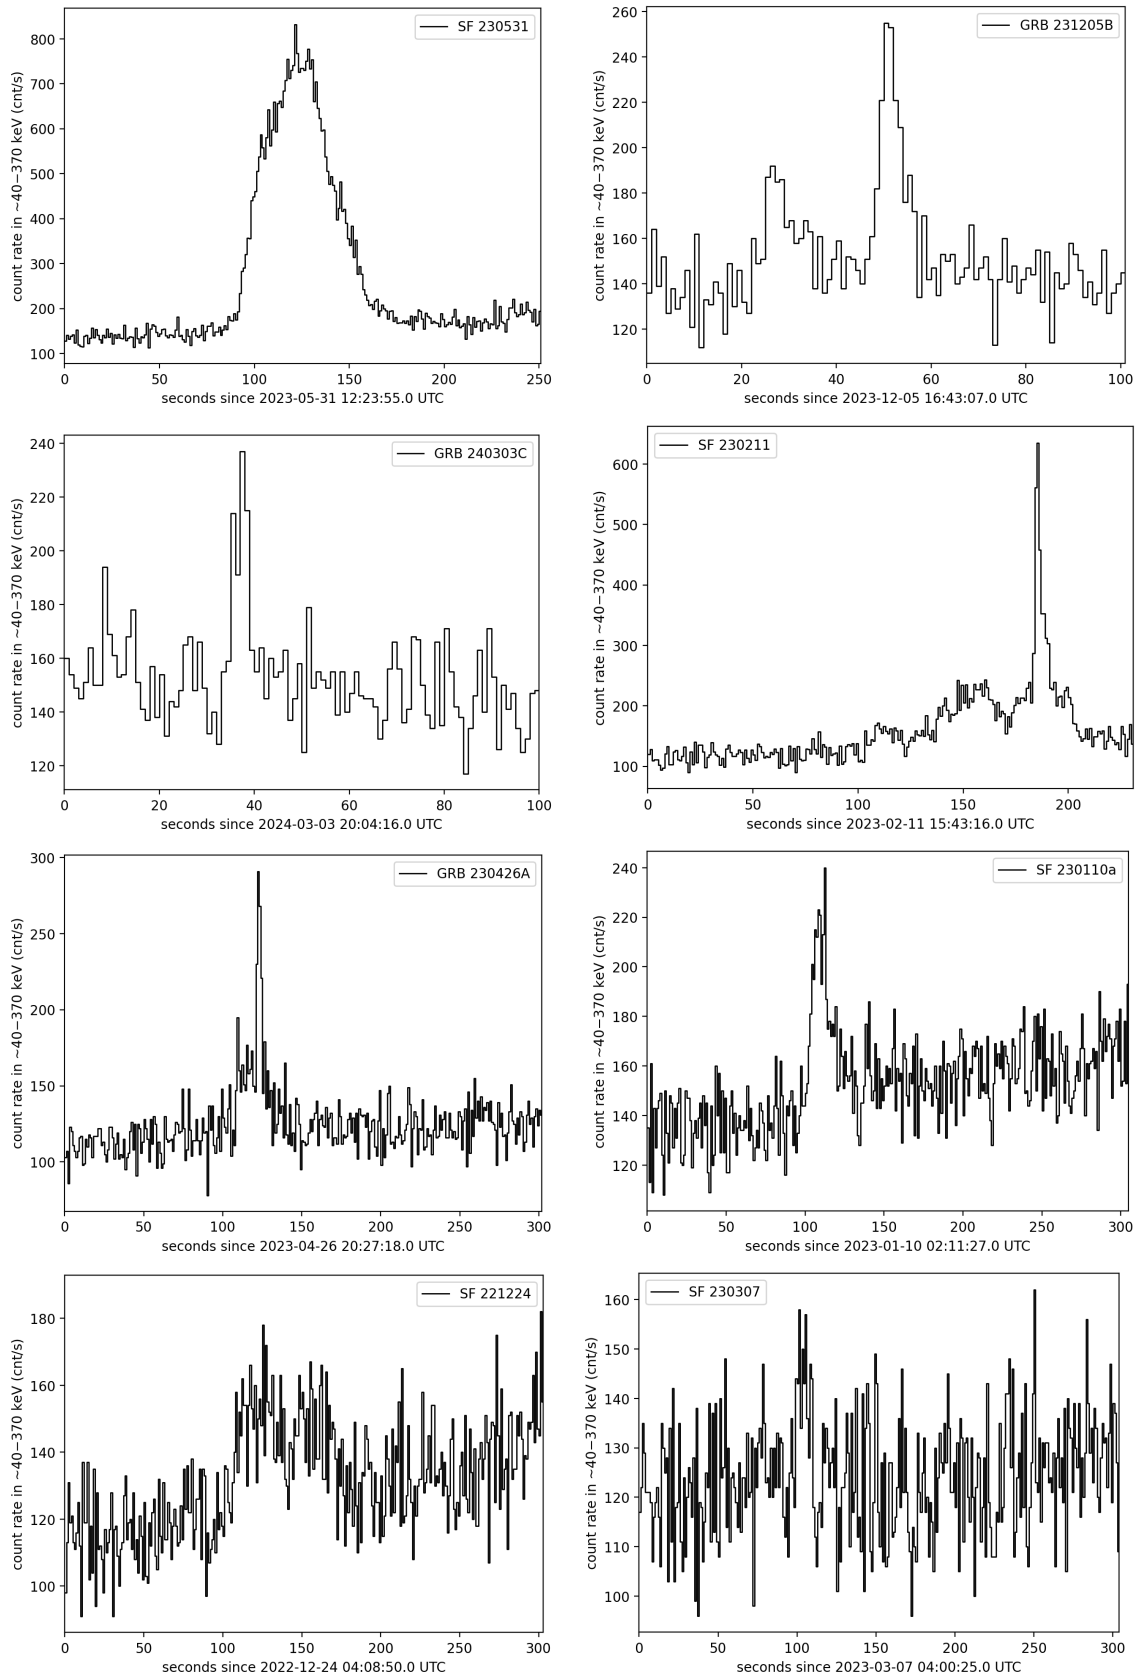 SF 230531
count rate in ~40−370 keV (cnt/s)
800
700
600
500
400
300
200
100
0 50 100 150 200 250
seconds since 2023-05-31 12:23:55.0 UTC
GRB 231205B
count rate in ~40−370 keV (cnt/s)
260
240
220
200
180
160
140
120
0 20 40 60 80 100
seconds since 2023-12-05 16:43:07.0 UTC
GRB 240303C
count rate in ~40−370 keV (cnt/s)
240
220
200
180
160
140
120
0 20 40 60 80 100
seconds since 2024-03-03 20:04:16.0 UTC
SF 230211
count rate in ~40−370 keV (cnt/s)
600
500
400
300
200
100
0 50 100 150 200
seconds since 2023-02-11 15:43:16.0 UTC
GRB 230426A
count rate in ~40−370 keV (cnt/s)
300
250
200
150
100
0 50 100 150 200 250 300
seconds since 2023-04-26 20:27:18.0 UTC
SF 230110a
count rate in ~40−370 keV (cnt/s)
240
220
200
180
160
140
120
0 50 100 150 200 250 300
seconds since 2023-01-10 02:11:27.0 UTC
SF 221224
count rate in ~40−370 keV (cnt/s)
180
160
140
120
100
0 50 100 150 200 250 300
seconds since 2022-12-24 04:08:50.0 UTC
SF 230307
count rate in ~40−370 keV (cnt/s)
160
150
140
130
120
110
100
0 50 100 150 200 250 300
seconds since 2023-03-07 04:00:25.0 UTC